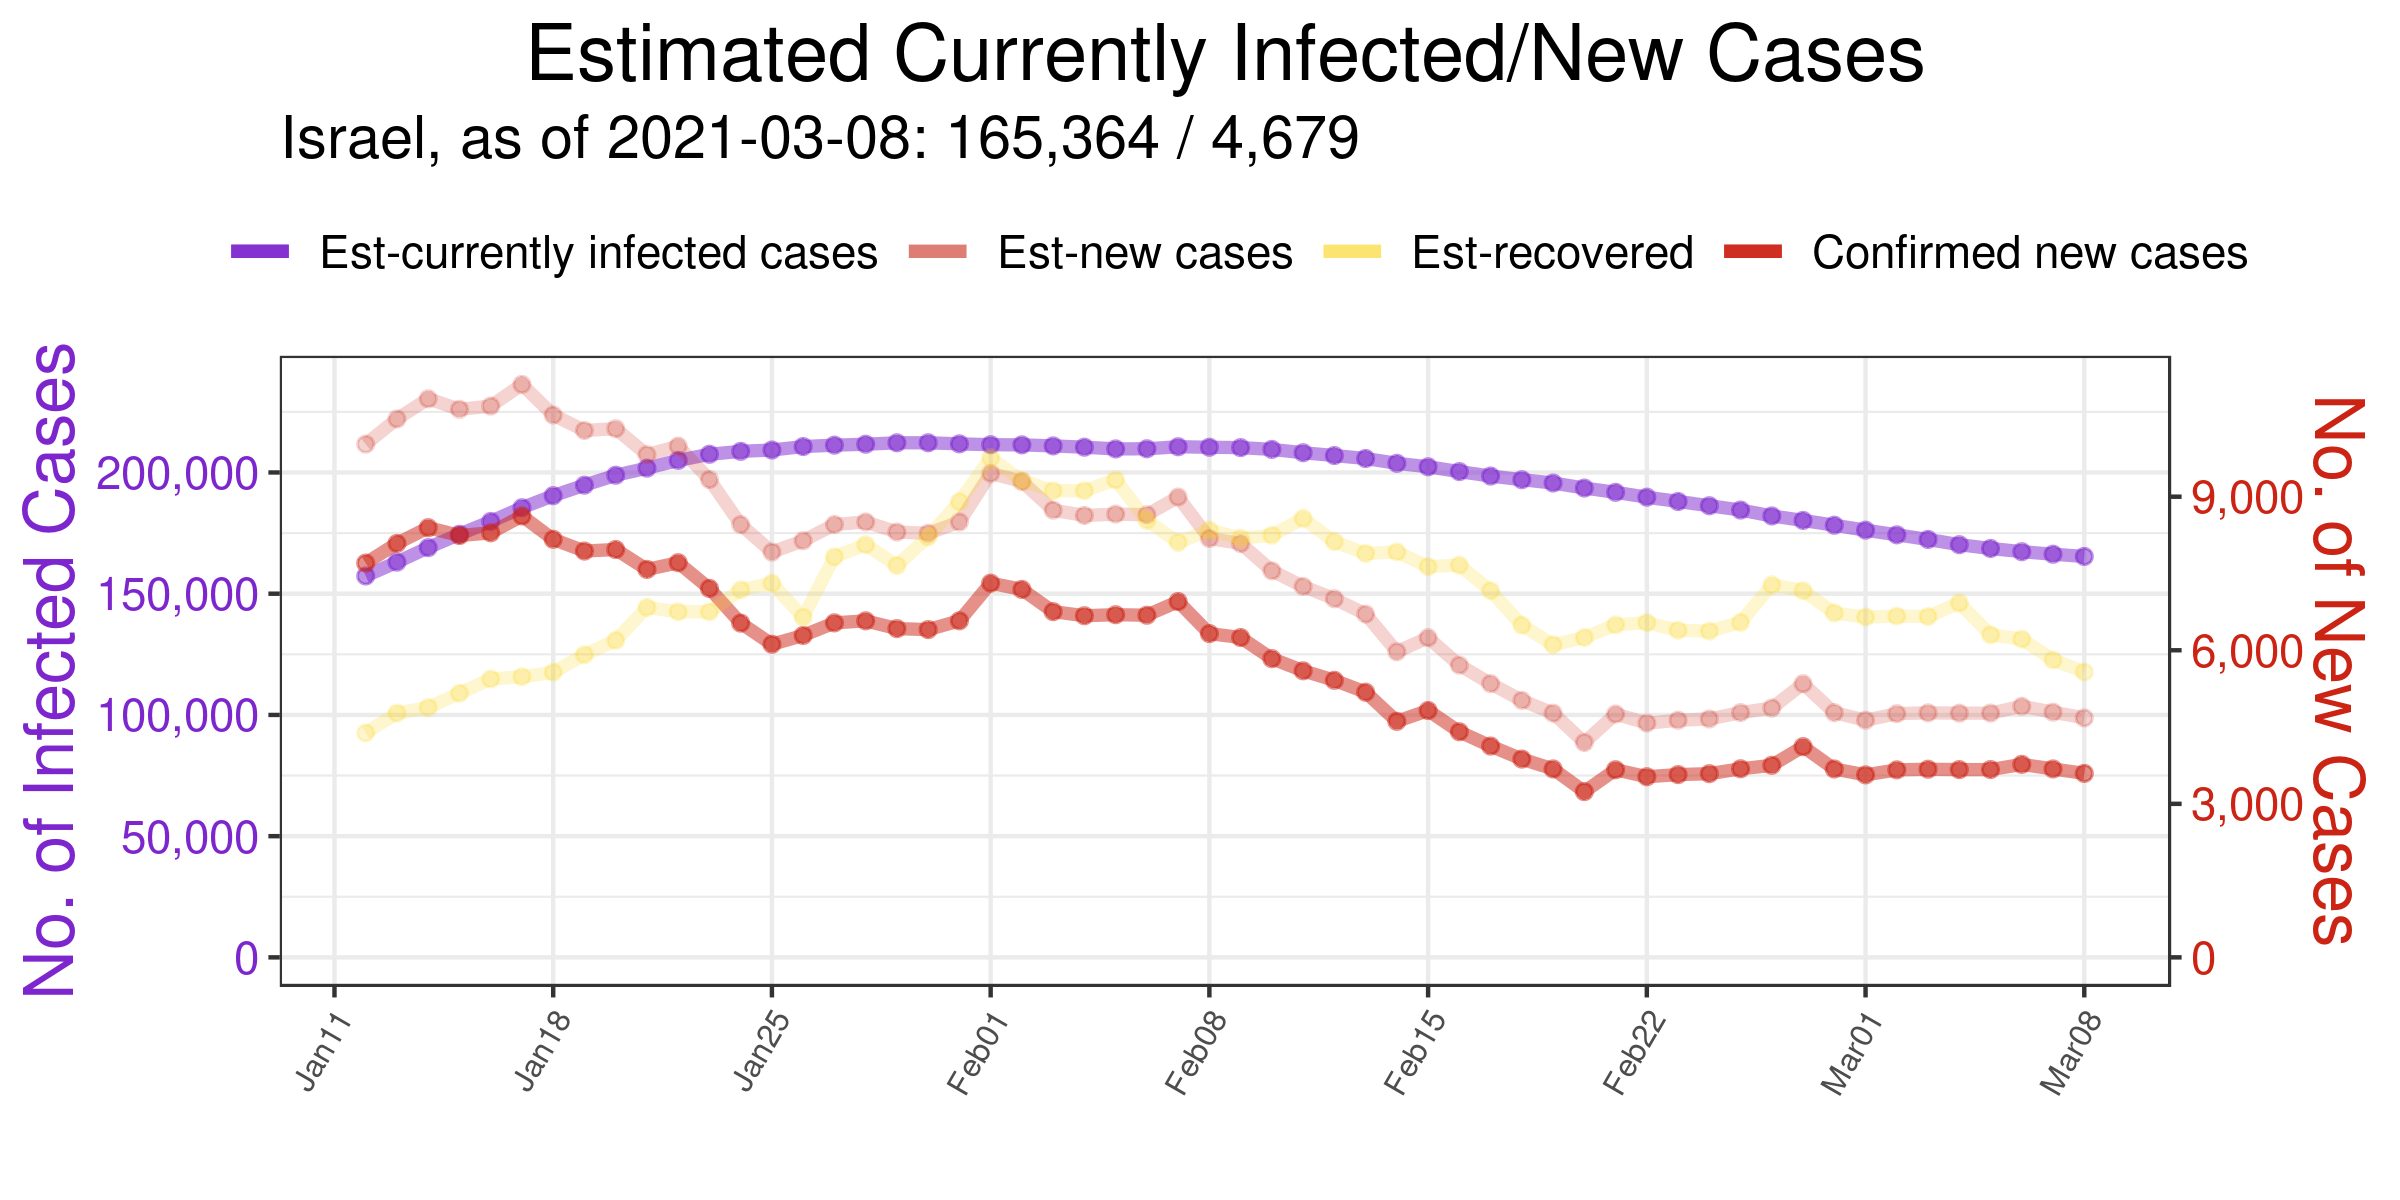 Estimated Currently Infected/New Cases
Israel, as of 2021-03-08: 165,364 / 4,679
Est-currently infected cases Est-new cases Est-recovered Confirmed new cases
No. of Infected Cases
200,000
150,000
100,000
50,000
0
9,000
6,000
3,000
0
No. of New Cases
Jan11 Jan18 Jan25 Feb01 Feb08 Feb15 Feb22 Mar01 Mar08